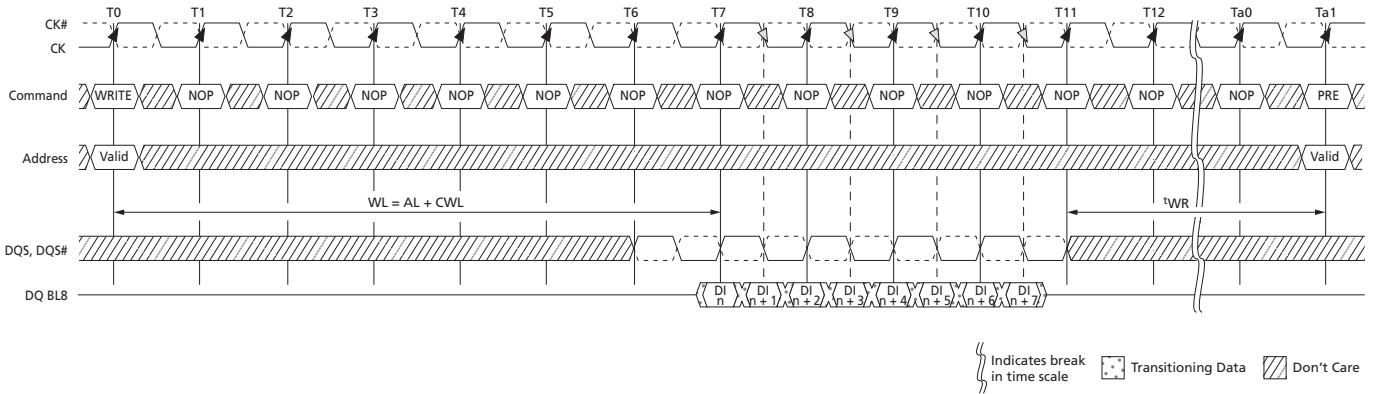 T0 T1 T2 T3 T4 T5 T6 T7 T8 T9 T10 T11 T12 Ta0 Ta1
CK#
CK
Command WRITE NOP NOP NOP NOP NOP NOP NOP NOP NOP NOP NOP NOP NOP PRE
Address Valid Valid
WL = AL + CWL tWR
DQS, DQS#
DQ BL8 DI n DI n + 1 DI n + 2 DI n + 3 DI n + 4 DI n + 5 DI n + 6 DI n + 7
Indicates break
in time scale
Transitioning Data
Don't Care